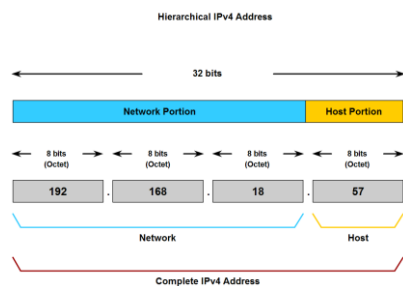 Hierarchical IPv4 Address
32 bits
Network Portion Host Portion
8 bits 8 bits 8 bits 8 bits
(Octet) (Octet) (Octet) (Octet)
192 . 168 . 18 . 57
Network Host
Complete IPv4 Address